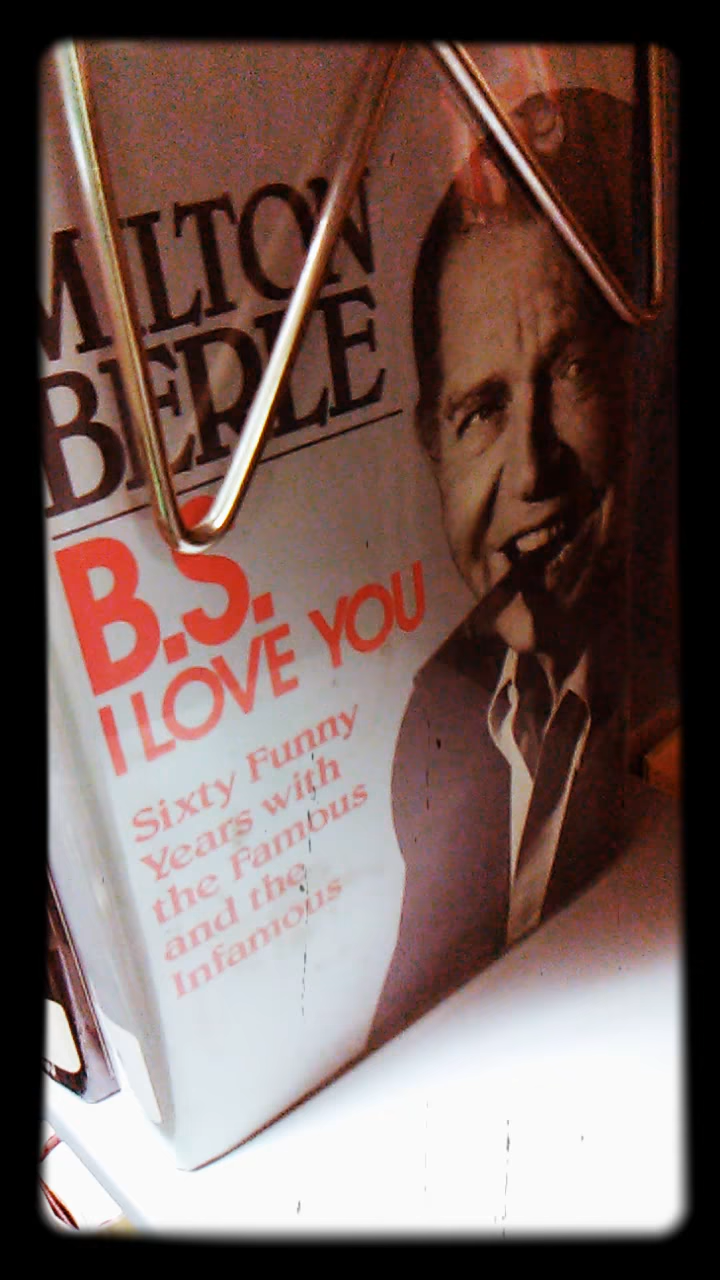 MILTON
BERLE
B.S.
I LOVE YOU
Sixty Funny
Years with
the Famous
and the
Infamous